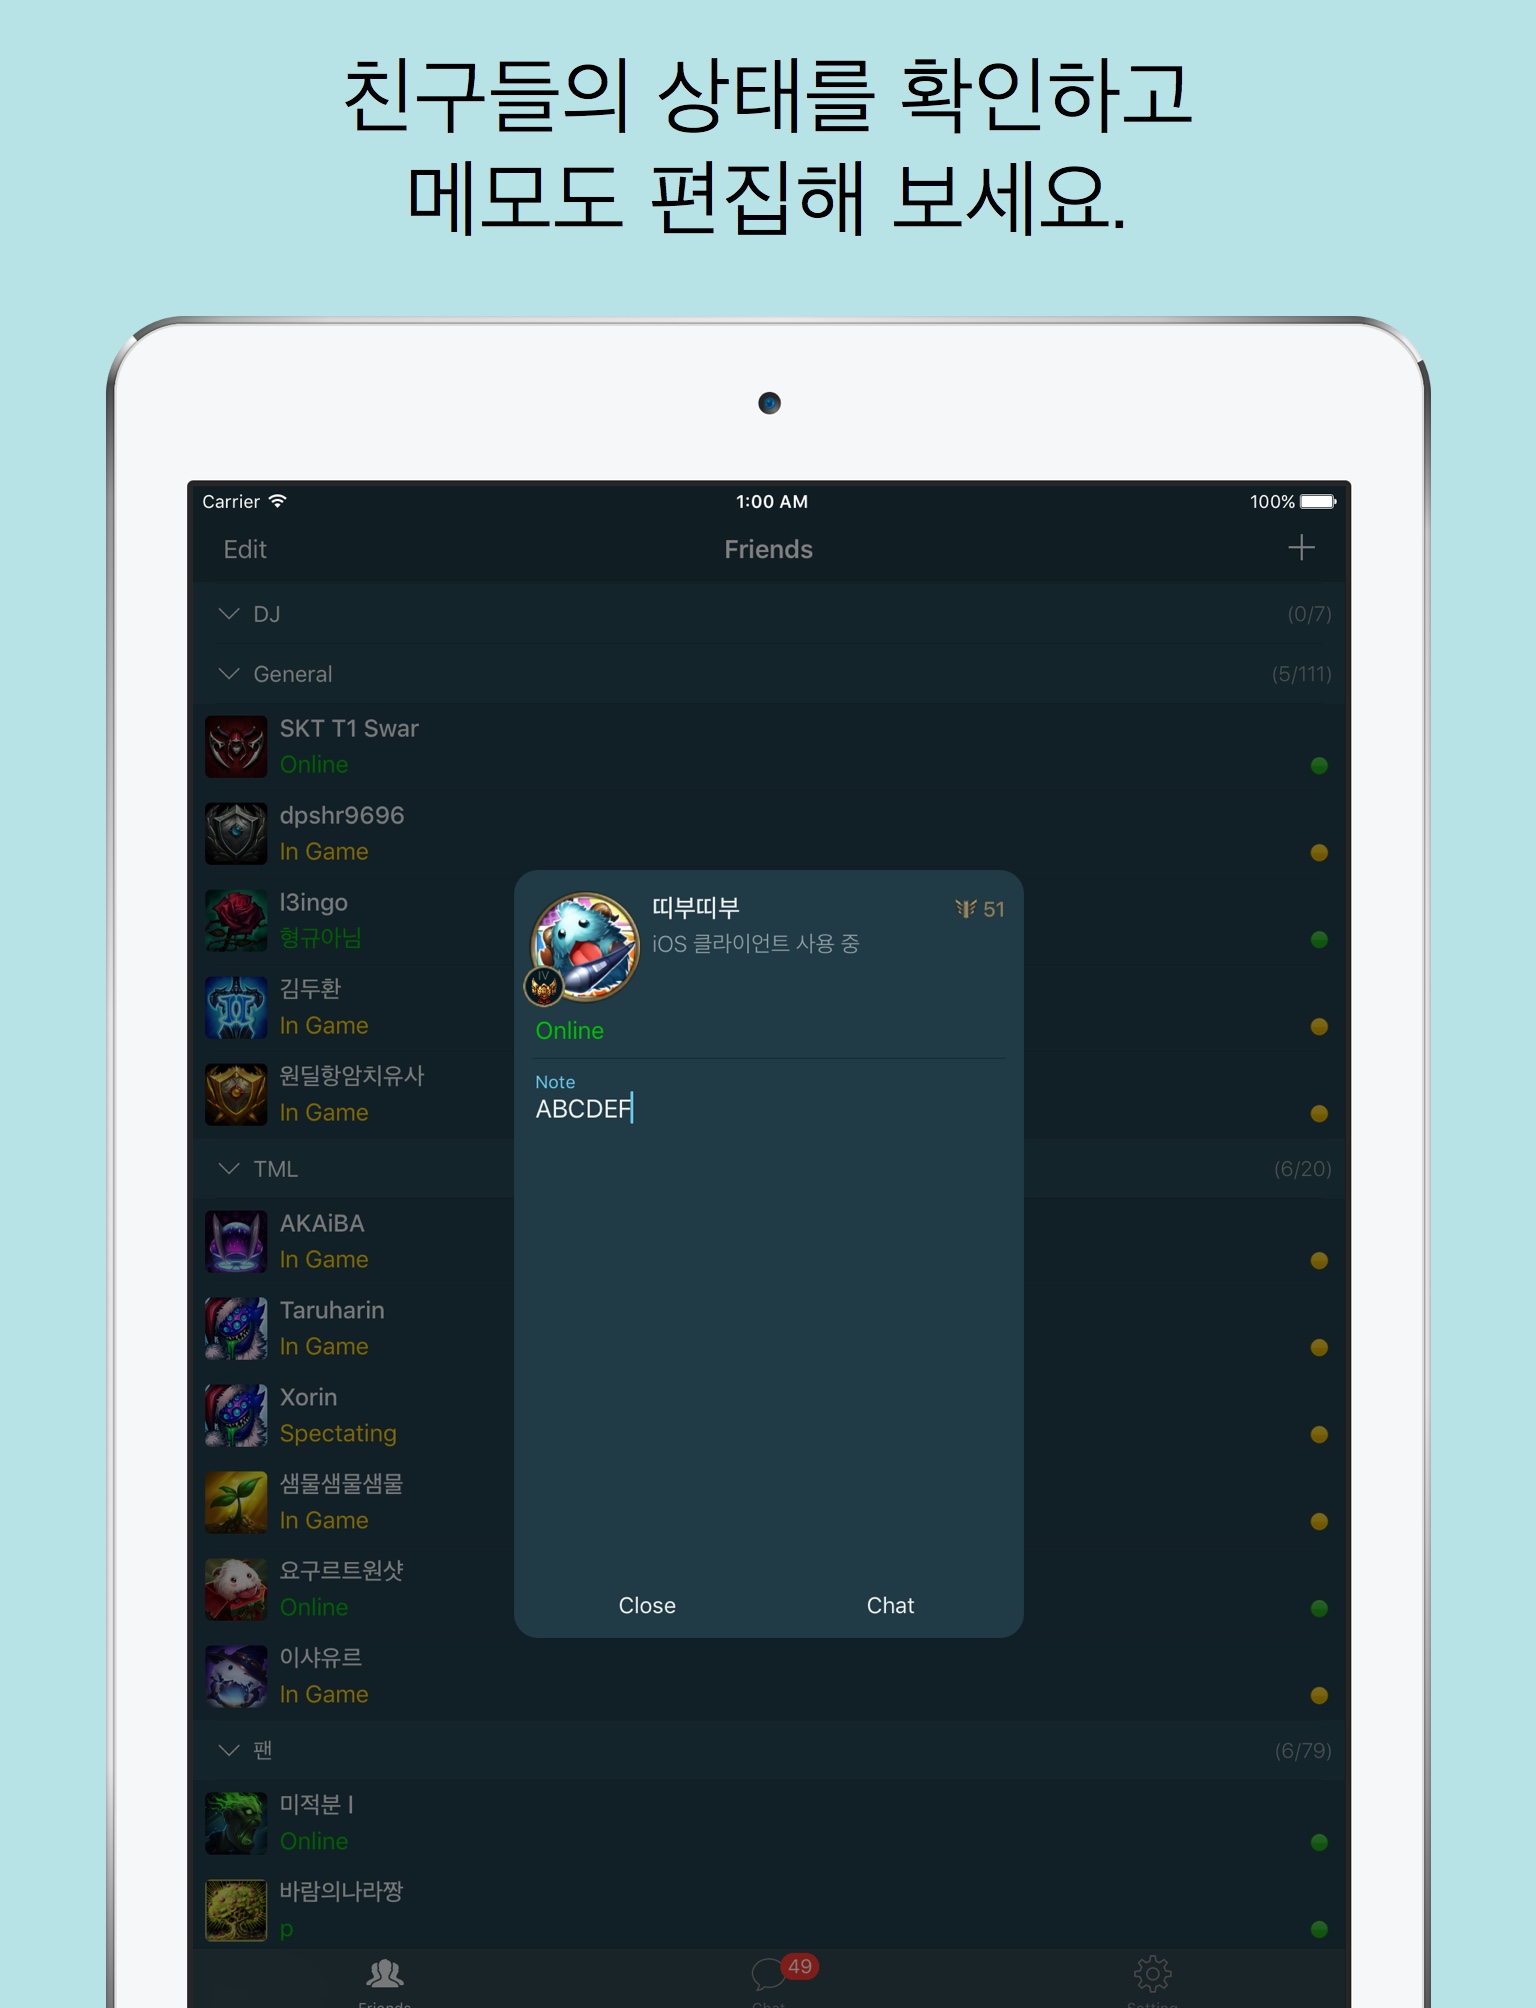 친구들의 상태를 확인하고
메모도 편집해 보세요.
Carrier 1:00 AM 100%
Edit Friends
DJ (0/7)
General (5/111)
SKT T1 Swar
Online
dpshr9696
In Game
l3ingo
형규아님
김두환
In Game
원딜항암치유사
In Game
띠부띠부 51
iOS 클라이언트 사용 중
IV
Online
Note
ABCDEF
Close Chat
TML (6/20)
AKAiBA
In Game
Taruharin
In Game
Xorin
Spectating
샘물샘물샘물
In Game
요구르트원샷
Online
이샤유르
In Game
팬 (6/79)
미적분 I
Online
바람의나라짱
p
49
Friends Chat Setting